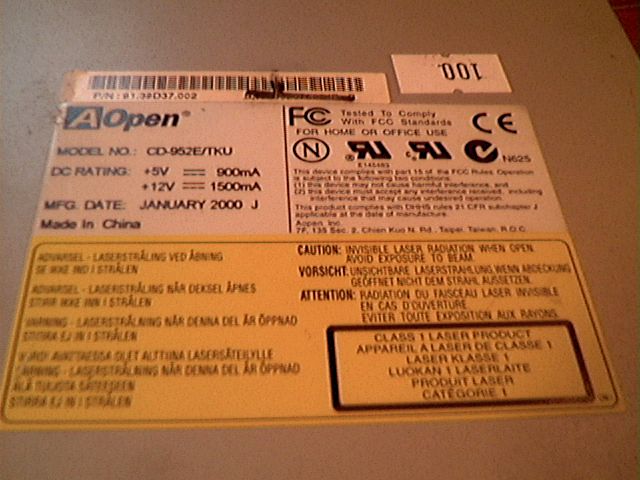 001
P/N: 91.39D37.002
AOpen®
MODEL NO.: CD-952E/TKU
DC RATING: +5V 900mA
+12V 1500mA
MFG. DATE: JANUARY 2000 J
Made In China
FC Tested To Comply
With FCC Standards
FOR HOME OR OFFICE USE
N
N625
This device complies with part 15 of the FCC Rules. Operation
is subject to the following two conditions:
(1) this device may not cause harmful interference, and
(2) this device must accept any interference received, including
interference that may cause undesired operation.
This product complies with DHHS rules 21 CFR subchapter J
applicable at the date of manufacture.
Aopen Inc.
7F, 135 Sec. 2, Chien Kuo N. Rd., Taipei, Taiwan, R.O.C.
ADVARSEL - LASERSTRÅLING VED ÅBNING
SE IKKE IND I STRÅLEN
ADVARSEL - LASERSTRÅLING NÅR DEKSEL ÅPNES
STIRR IKKE INN I STRÅLEN
VARNING - LASERSTRÅLNING NÄR DENNA DEL ÄR ÖPPNAD
STIRRA EJ IN I STRÅLEN
VARO! AVATTAESSA OLET ALTTIINA LASERSÄTEILYLLE
VARNING - LASERSTRÅLNING NÄR DENNA DEL ÄR ÖPPNAD
ÄLÄ TUIJOTA SÄTEESEEN
STIRRA EJ IN I STRÅLEN
CAUTION: INVISIBLE LASER RADIATION WHEN OPEN.
AVOID EXPOSURE TO BEAM.
VORSICHT: UNSICHTBARE LASERSTRAHLUNG, WENN ABDECKUNG
GEÖFFNET NICHT DEM STRAHL AUSSETZEN.
ATTENTION: RADIATION DU FAISCEAU LASER INVISIBLE
EN CAS D'OUVERTURE.
EVITER TOUTE EXPOSITION AUX RAYONS.
CLASS 1 LASER PRODUCT
APPAREIL A LASER DE CLASSE 1
LASER KLASSE 1
LUOKAN 1 LASERLAITE
PRODUIT LASER
CATÉGORIE 1